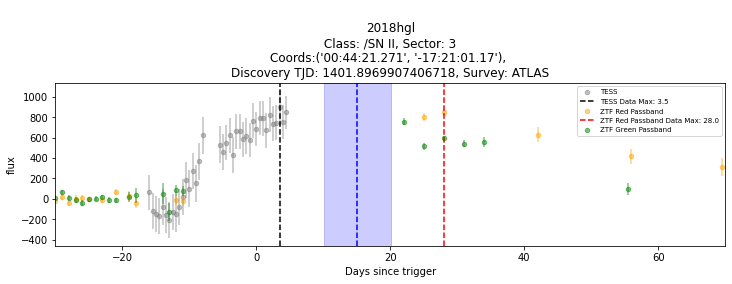 2018hgl
Class: /SN II, Sector: 3
Coords:('00:44:21.271', '-17:21:01.17'),
Discovery TJD: 1401.8969907406718, Survey: ATLAS
TESS
TESS Data Max: 3.5
ZTF Red Passband
ZTF Red Passband Data Max: 28.0
ZTF Green Passband
flux
1000
800
600
400
200
0
−200
−400
−20
0
20
40
60
Days since trigger